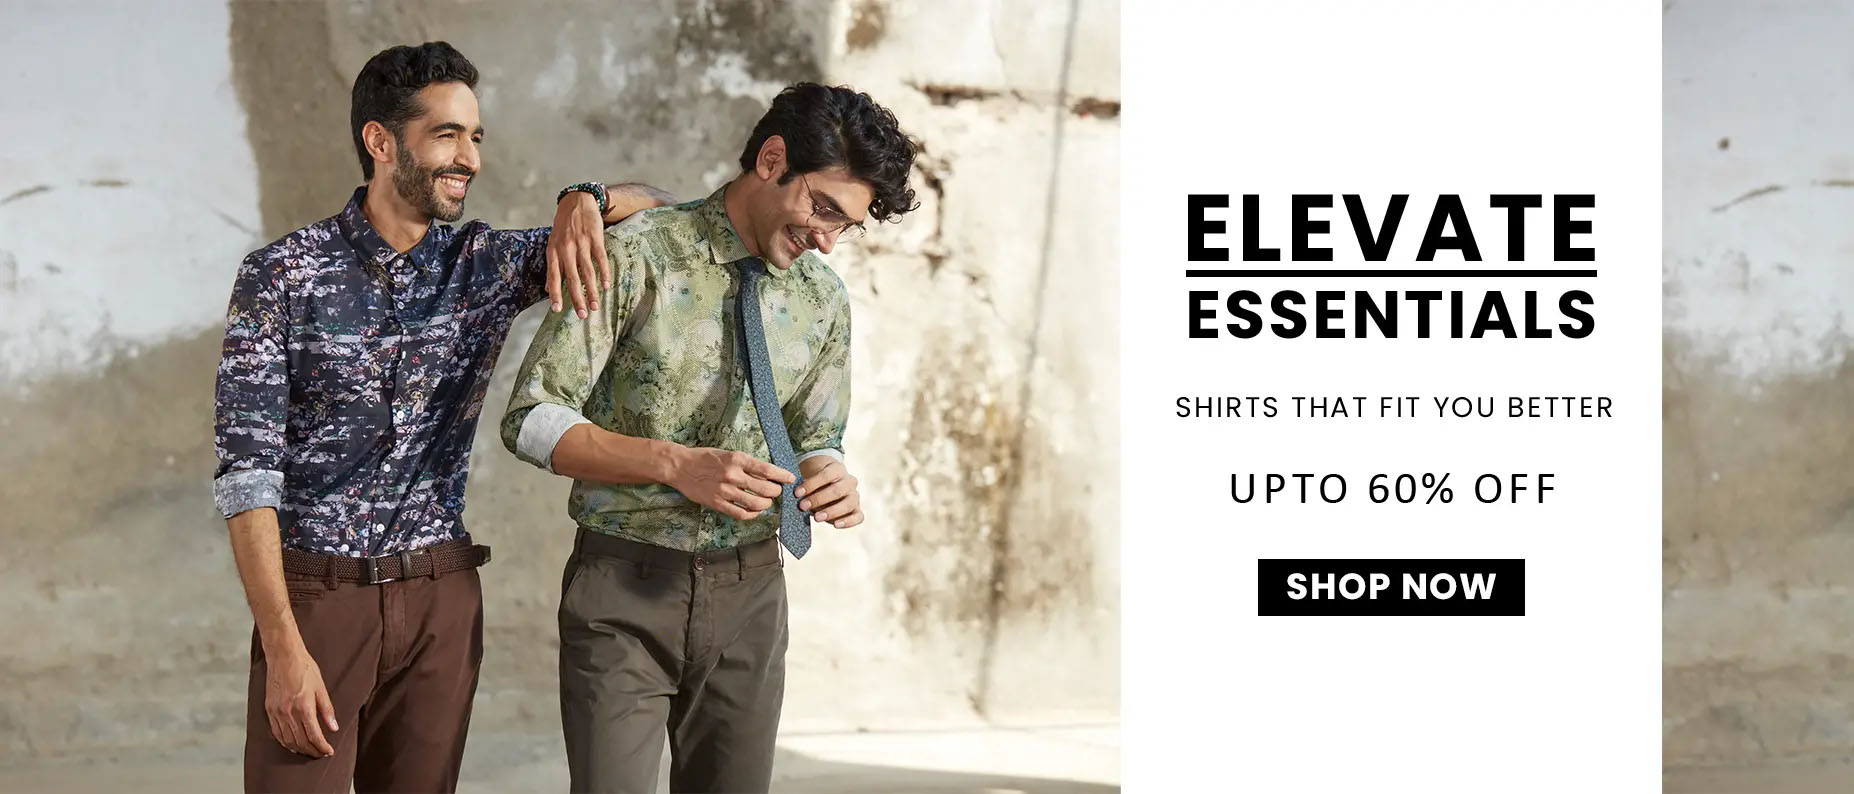 ELEVATE
ESSENTIALS
SHIRTS THAT FIT YOU BETTER
UPTO 60% OFF
SHOP NOW